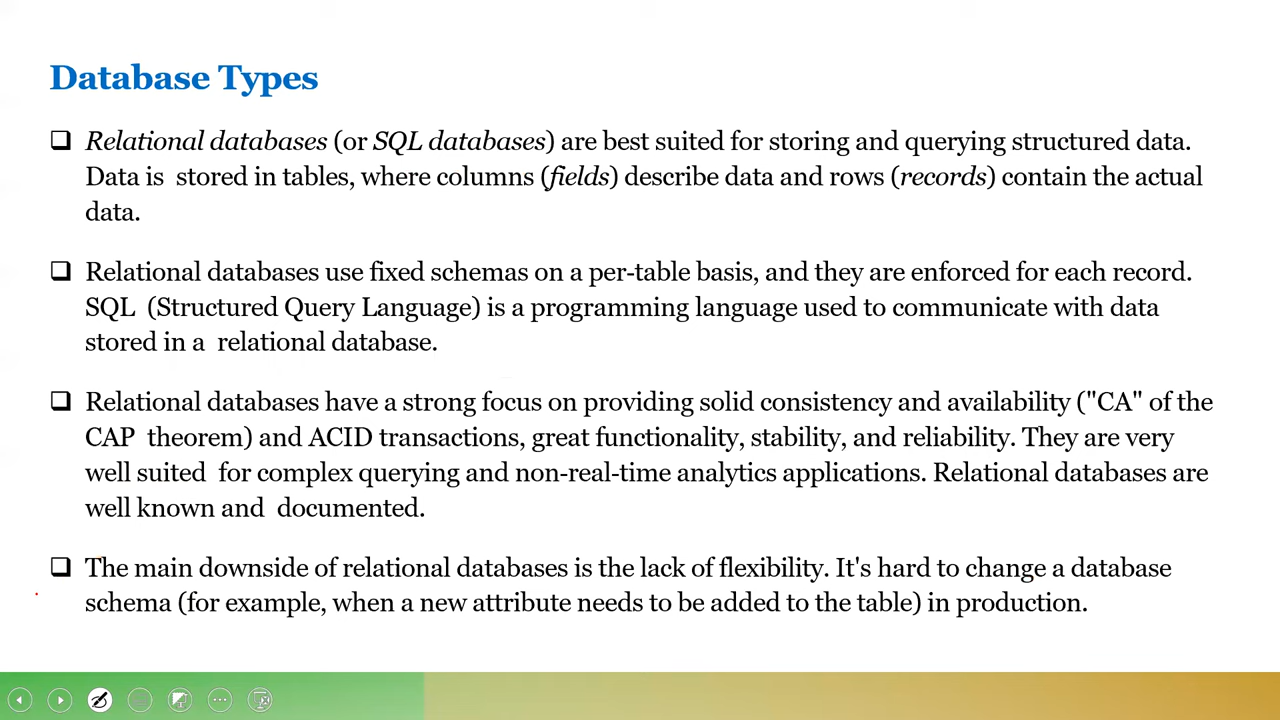 Database Types
❑ Relational databases (or SQL databases) are best suited for storing and querying structured data.
Data is stored in tables, where columns (fields) describe data and rows (records) contain the actual
data.
❑ Relational databases use fixed schemas on a per-table basis, and they are enforced for each record.
SQL (Structured Query Language) is a programming language used to communicate with data
stored in a relational database.
❑ Relational databases have a strong focus on providing solid consistency and availability ("CA" of the
CAP theorem) and ACID transactions, great functionality, stability, and reliability. They are very
well suited for complex querying and non-real-time analytics applications. Relational databases are
well known and documented.
❑ The main downside of relational databases is the lack of flexibility. It's hard to change a database
schema (for example, when a new attribute needs to be added to the table) in production.